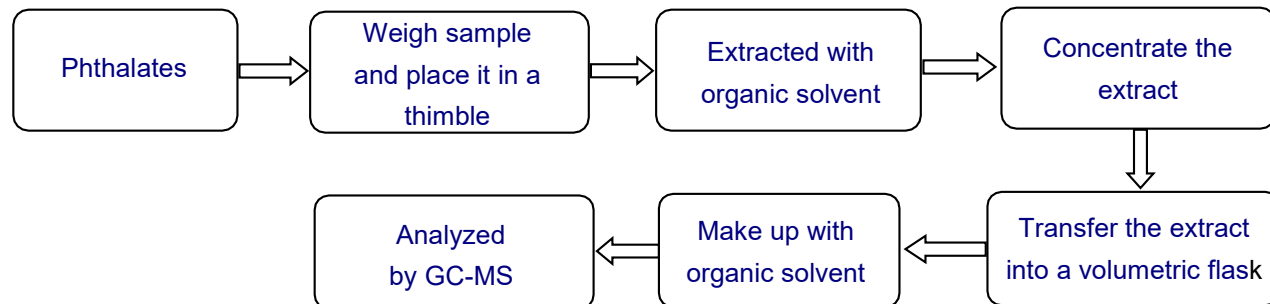 Phthalates
Weigh sample
and place it in a
thimble
Extracted with
organic solvent
Concentrate the
extract
Transfer the extract
into a volumetric flask
Make up with
organic solvent
Analyzed
by GC-MS